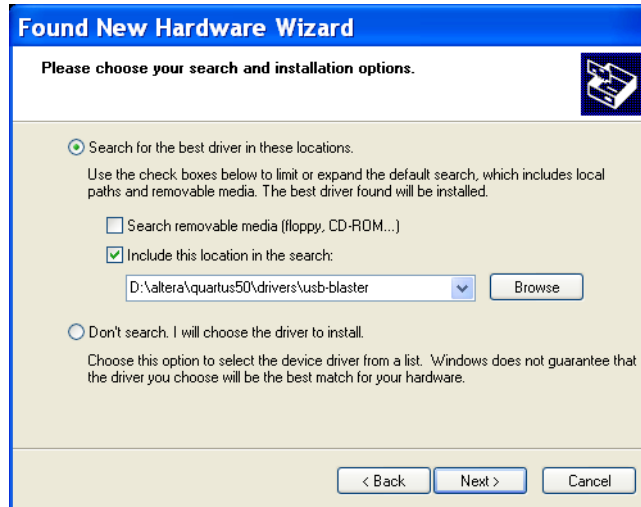 Found New Hardware Wizard
Please choose your search and installation options.
Search for the best driver in these locations.
Use the check boxes below to limit or expand the default search, which includes local
paths and removable media. The best driver found will be installed.
Search removable media (floppy, CD-ROM...)
Include this location in the search:
D:\altera\quartus50\drivers\usb-blaster
Browse
Don't search. I will choose the driver to install.
Choose this option to select the device driver from a list. Windows does not guarantee that
the driver you choose will be the best match for your hardware.
< Back
Next >
Cancel